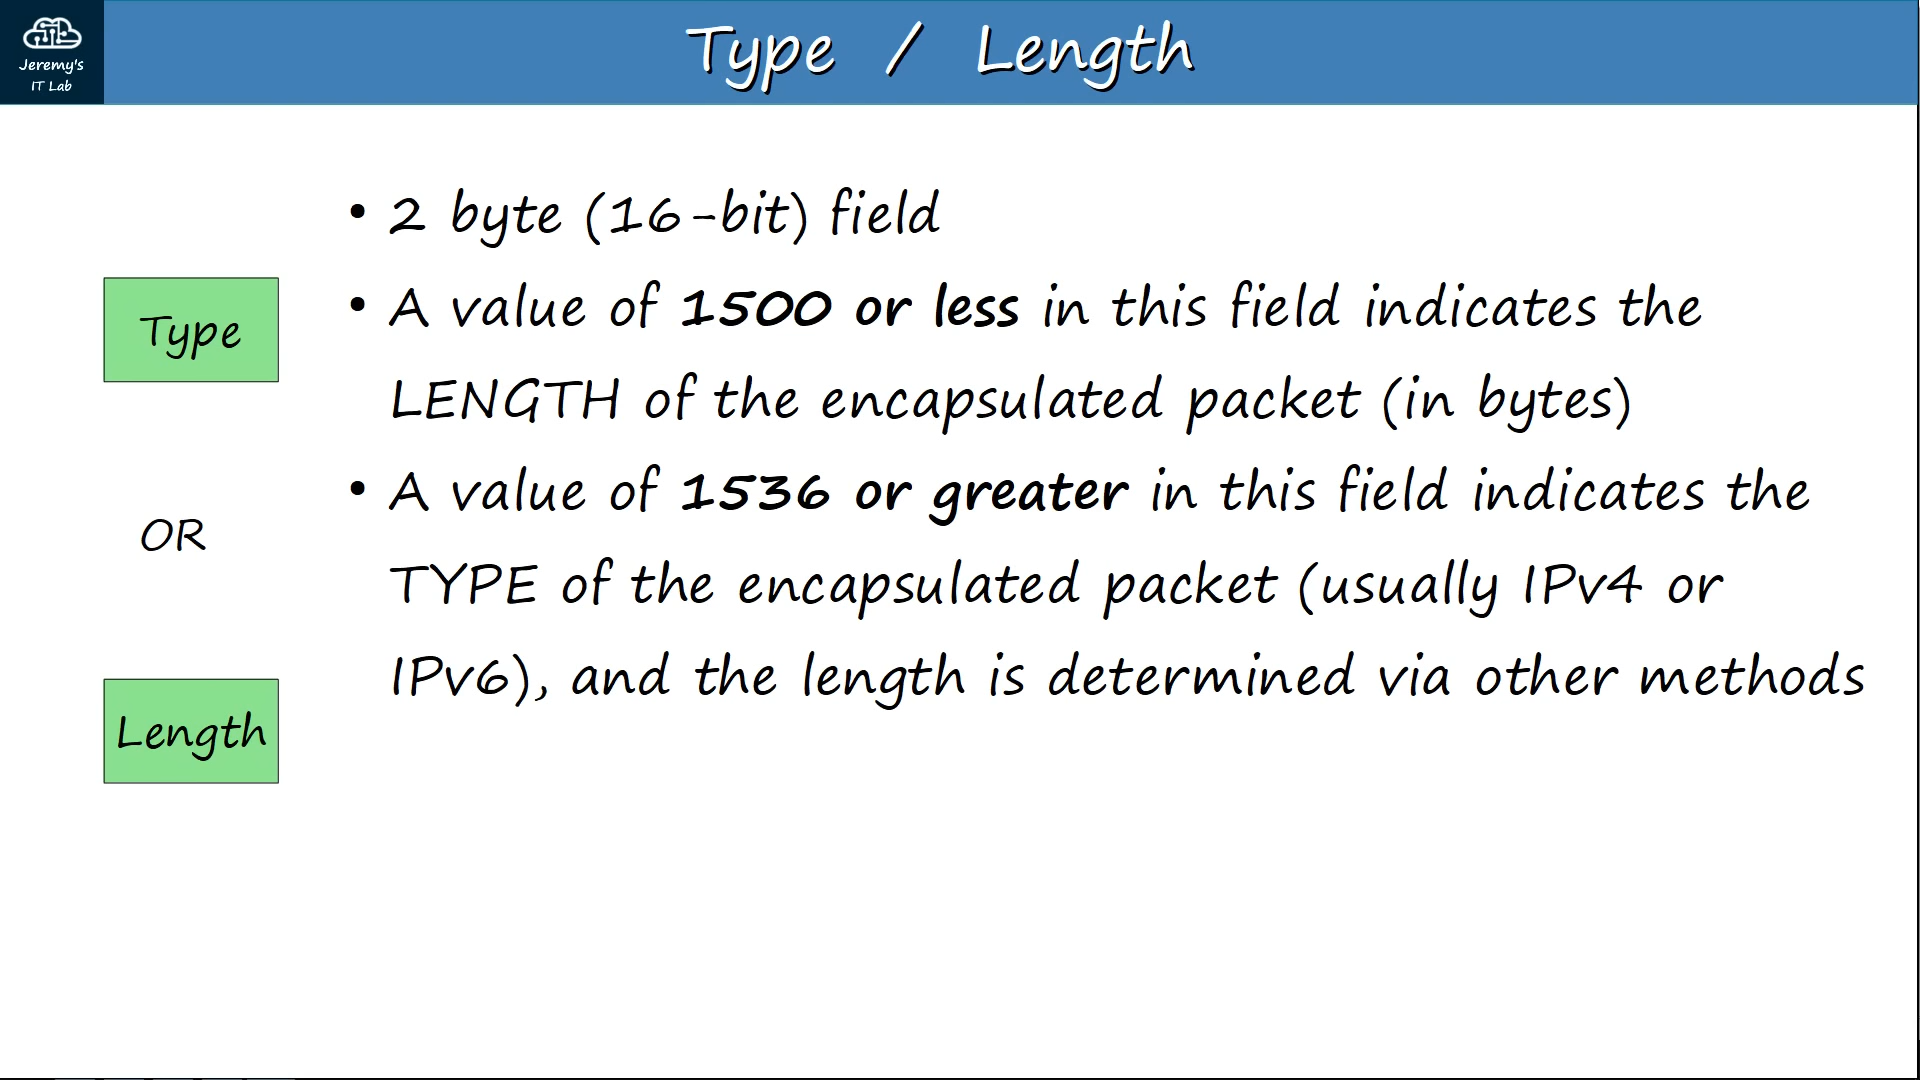 Jeremy's
IT Lab
Type / Length
• 2 byte (16-bit) field
• A value of 1500 or less in this field indicates the
LENGTH of the encapsulated packet (in bytes)
• A value of 1536 or greater in this field indicates the
TYPE of the encapsulated packet (usually IPv4 or
IPv6), and the length is determined via other methods
Type
OR
Length